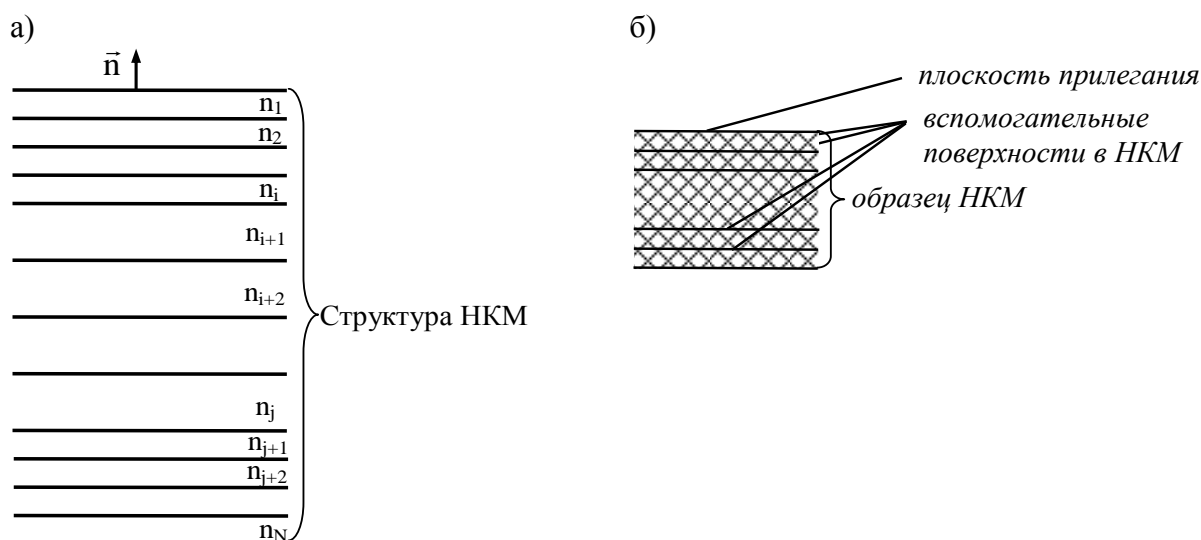 а)
n⃗
n₁
n₂
nᵢ
nᵢ₊₁
nᵢ₊₂
nⱼ
nⱼ₊₁
nⱼ₊₂
n_N
Структура НКМ
б)
плоскость прилегания
вспомогательные
поверхности в НКМ
образец НКМ